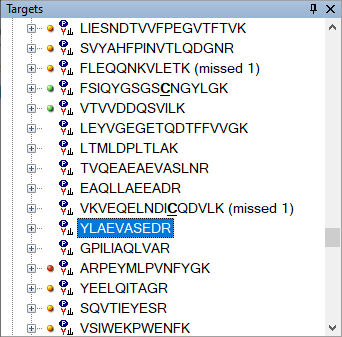 Targets
LIESNDTVVFPEGVTFTVK
SVYAHFPINVTLQDGNR
FLEQQNKVLETK (missed 1)
FSIQYGSGSCNGYLGK
VTVVDDQSVILK
LEYVGEGETQDTFFVVGK
LTMLDPLTLAK
TVQEAEAEVASLNR
EAQLLAEEADR
VKVEQELNDICQDVLK (missed 1)
YLAEVASEDR
GPILIAQLVAR
ARPEYMLPVNFYGK
YEELQITAGR
SQVTIEYESR
VSIWEKPWENFK